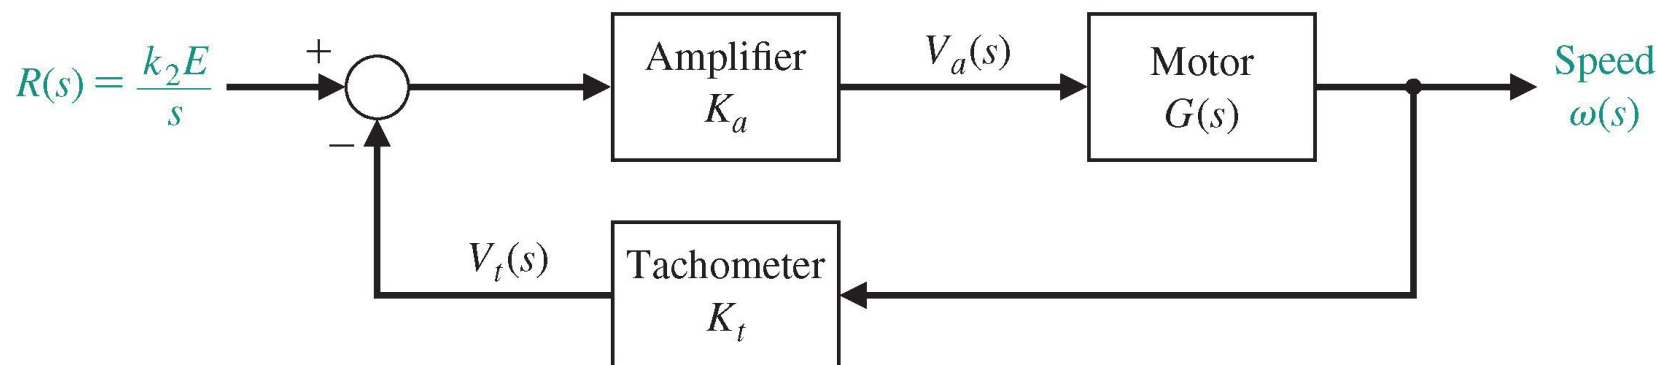 R(s) = k₂E / s
+
−
Amplifier
Kₐ
Vₐ(s)
Motor
G(s)
Speed
ω(s)
Vₜ(s)
Tachometer
Kₜ